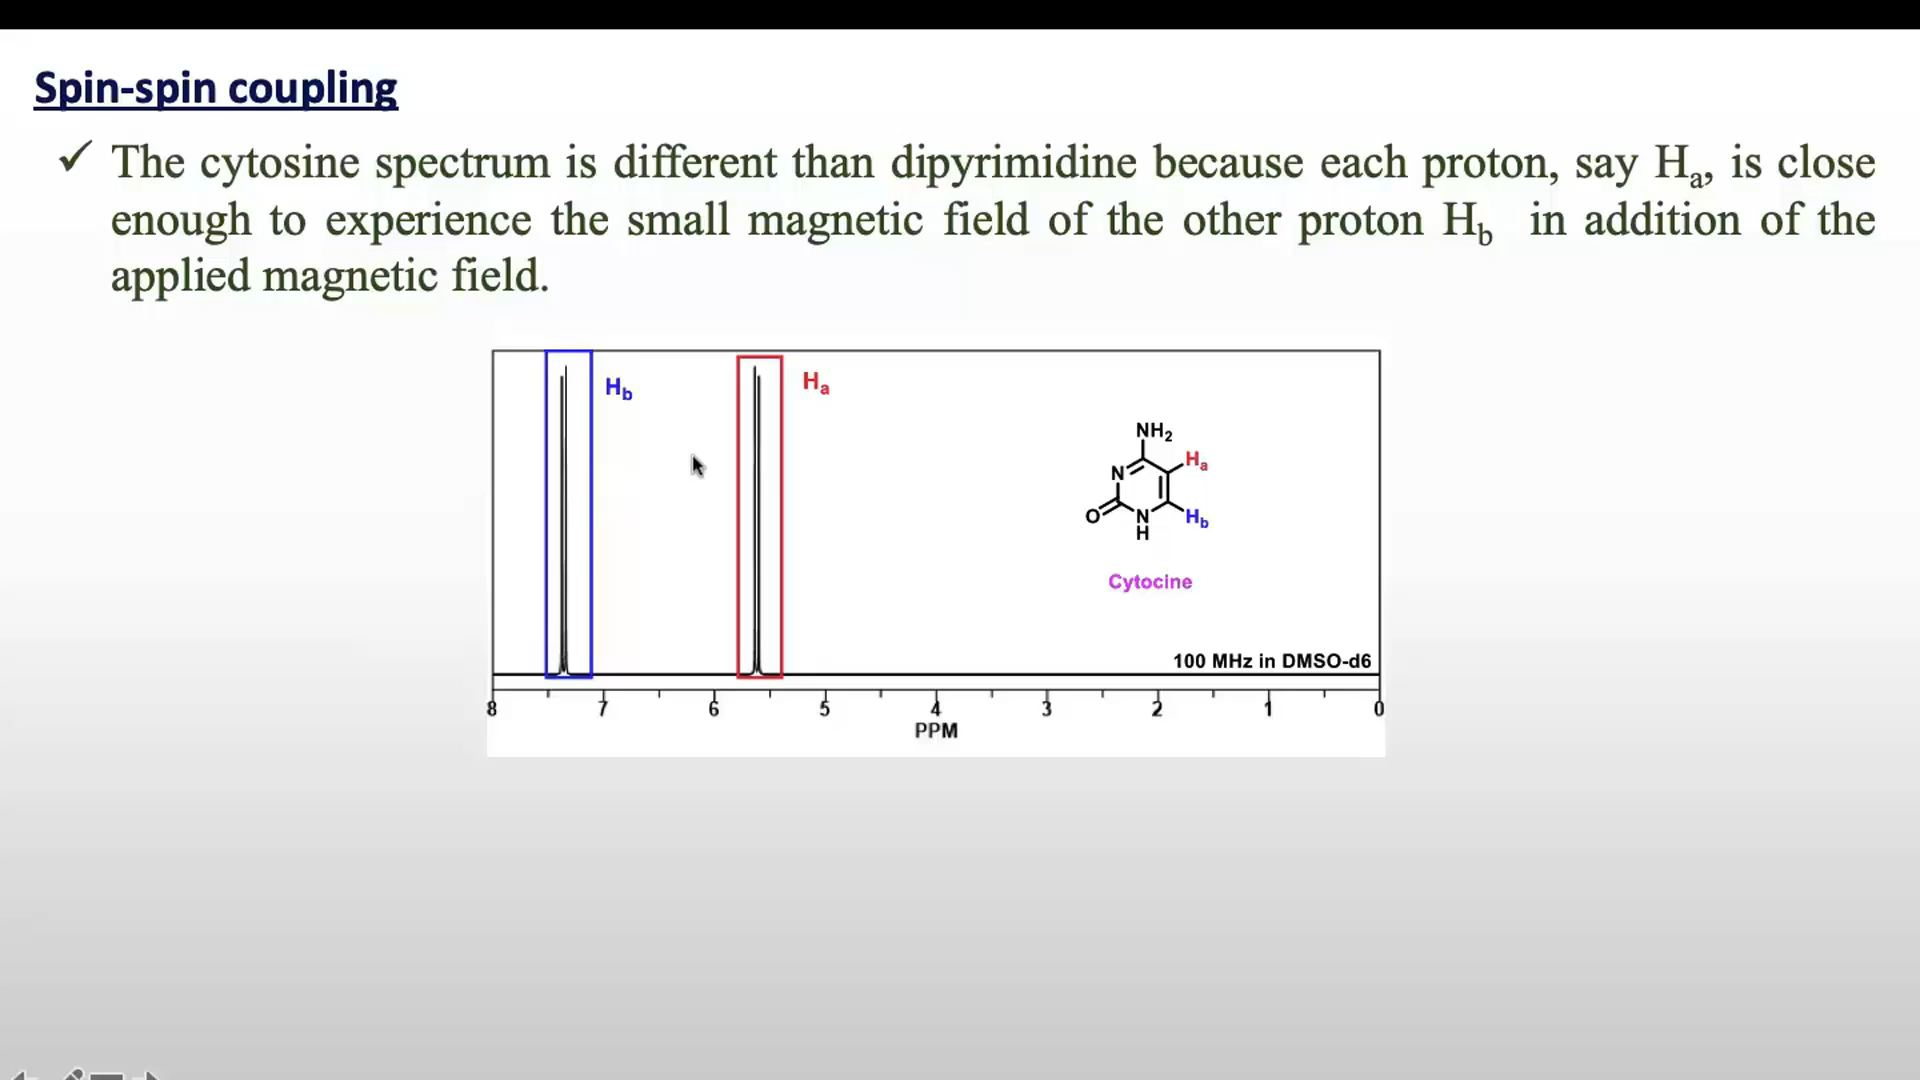 Spin-spin coupling
✓ The cytosine spectrum is different than dipyrimidine because each proton, say Ha, is close
enough to experience the small magnetic field of the other proton Hb in addition of the
applied magnetic field.
Hb
Ha
NH2
N
Ha
O
N
H
Hb
Cytocine
100 MHz in DMSO-d6
8 7 6 5 4 3 2 1 0
PPM